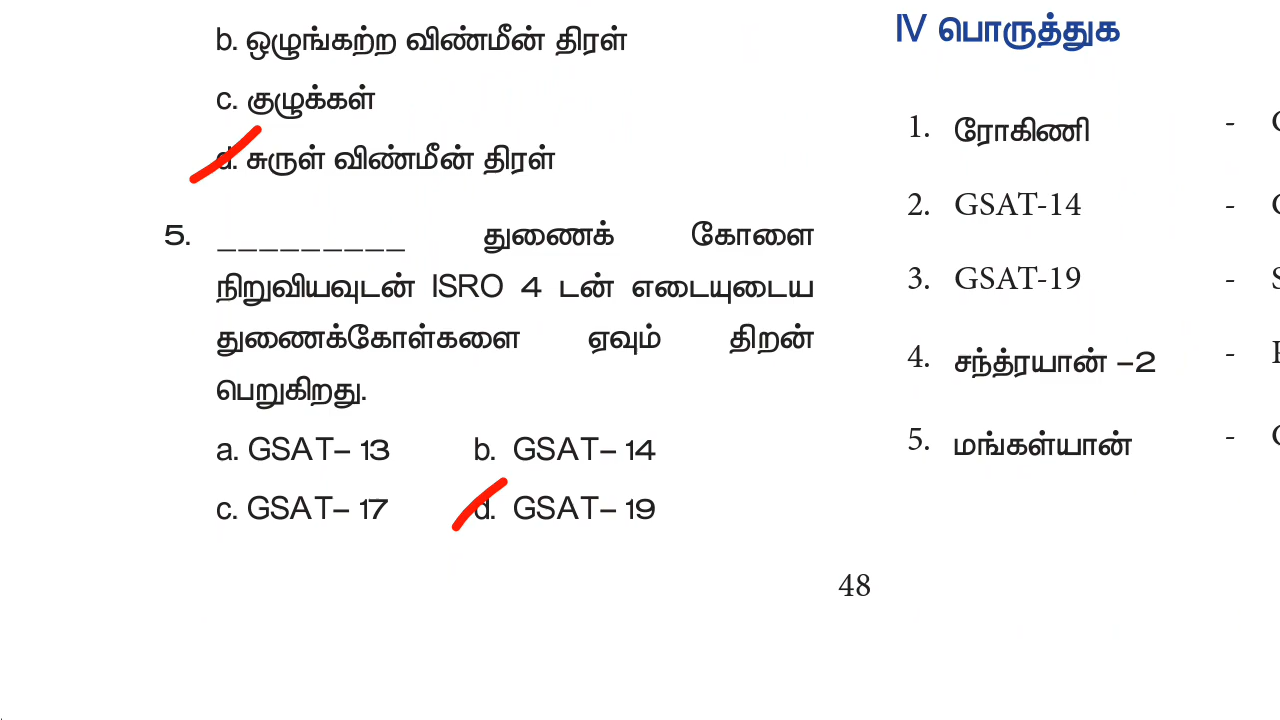 b. ஒழுங்கற்ற விண்மீன் திரள்
c. குழுக்கள்
d. சுருள் விண்மீன் திரள்
5. _________ துணைக் கோளை
நிறுவியவுடன் ISRO 4 டன் எடையுடைய
துணைக்கோள்களை ஏவும் திறன்
பெறுகிறது.
a. GSAT– 13 b. GSAT– 14
c. GSAT– 17 d. GSAT– 19
IV பொருத்துக
1. ரோகிணி -
2. GSAT-14 -
3. GSAT-19 -
4. சந்த்ரயான் –2 -
5. மங்கள்யான் -
48